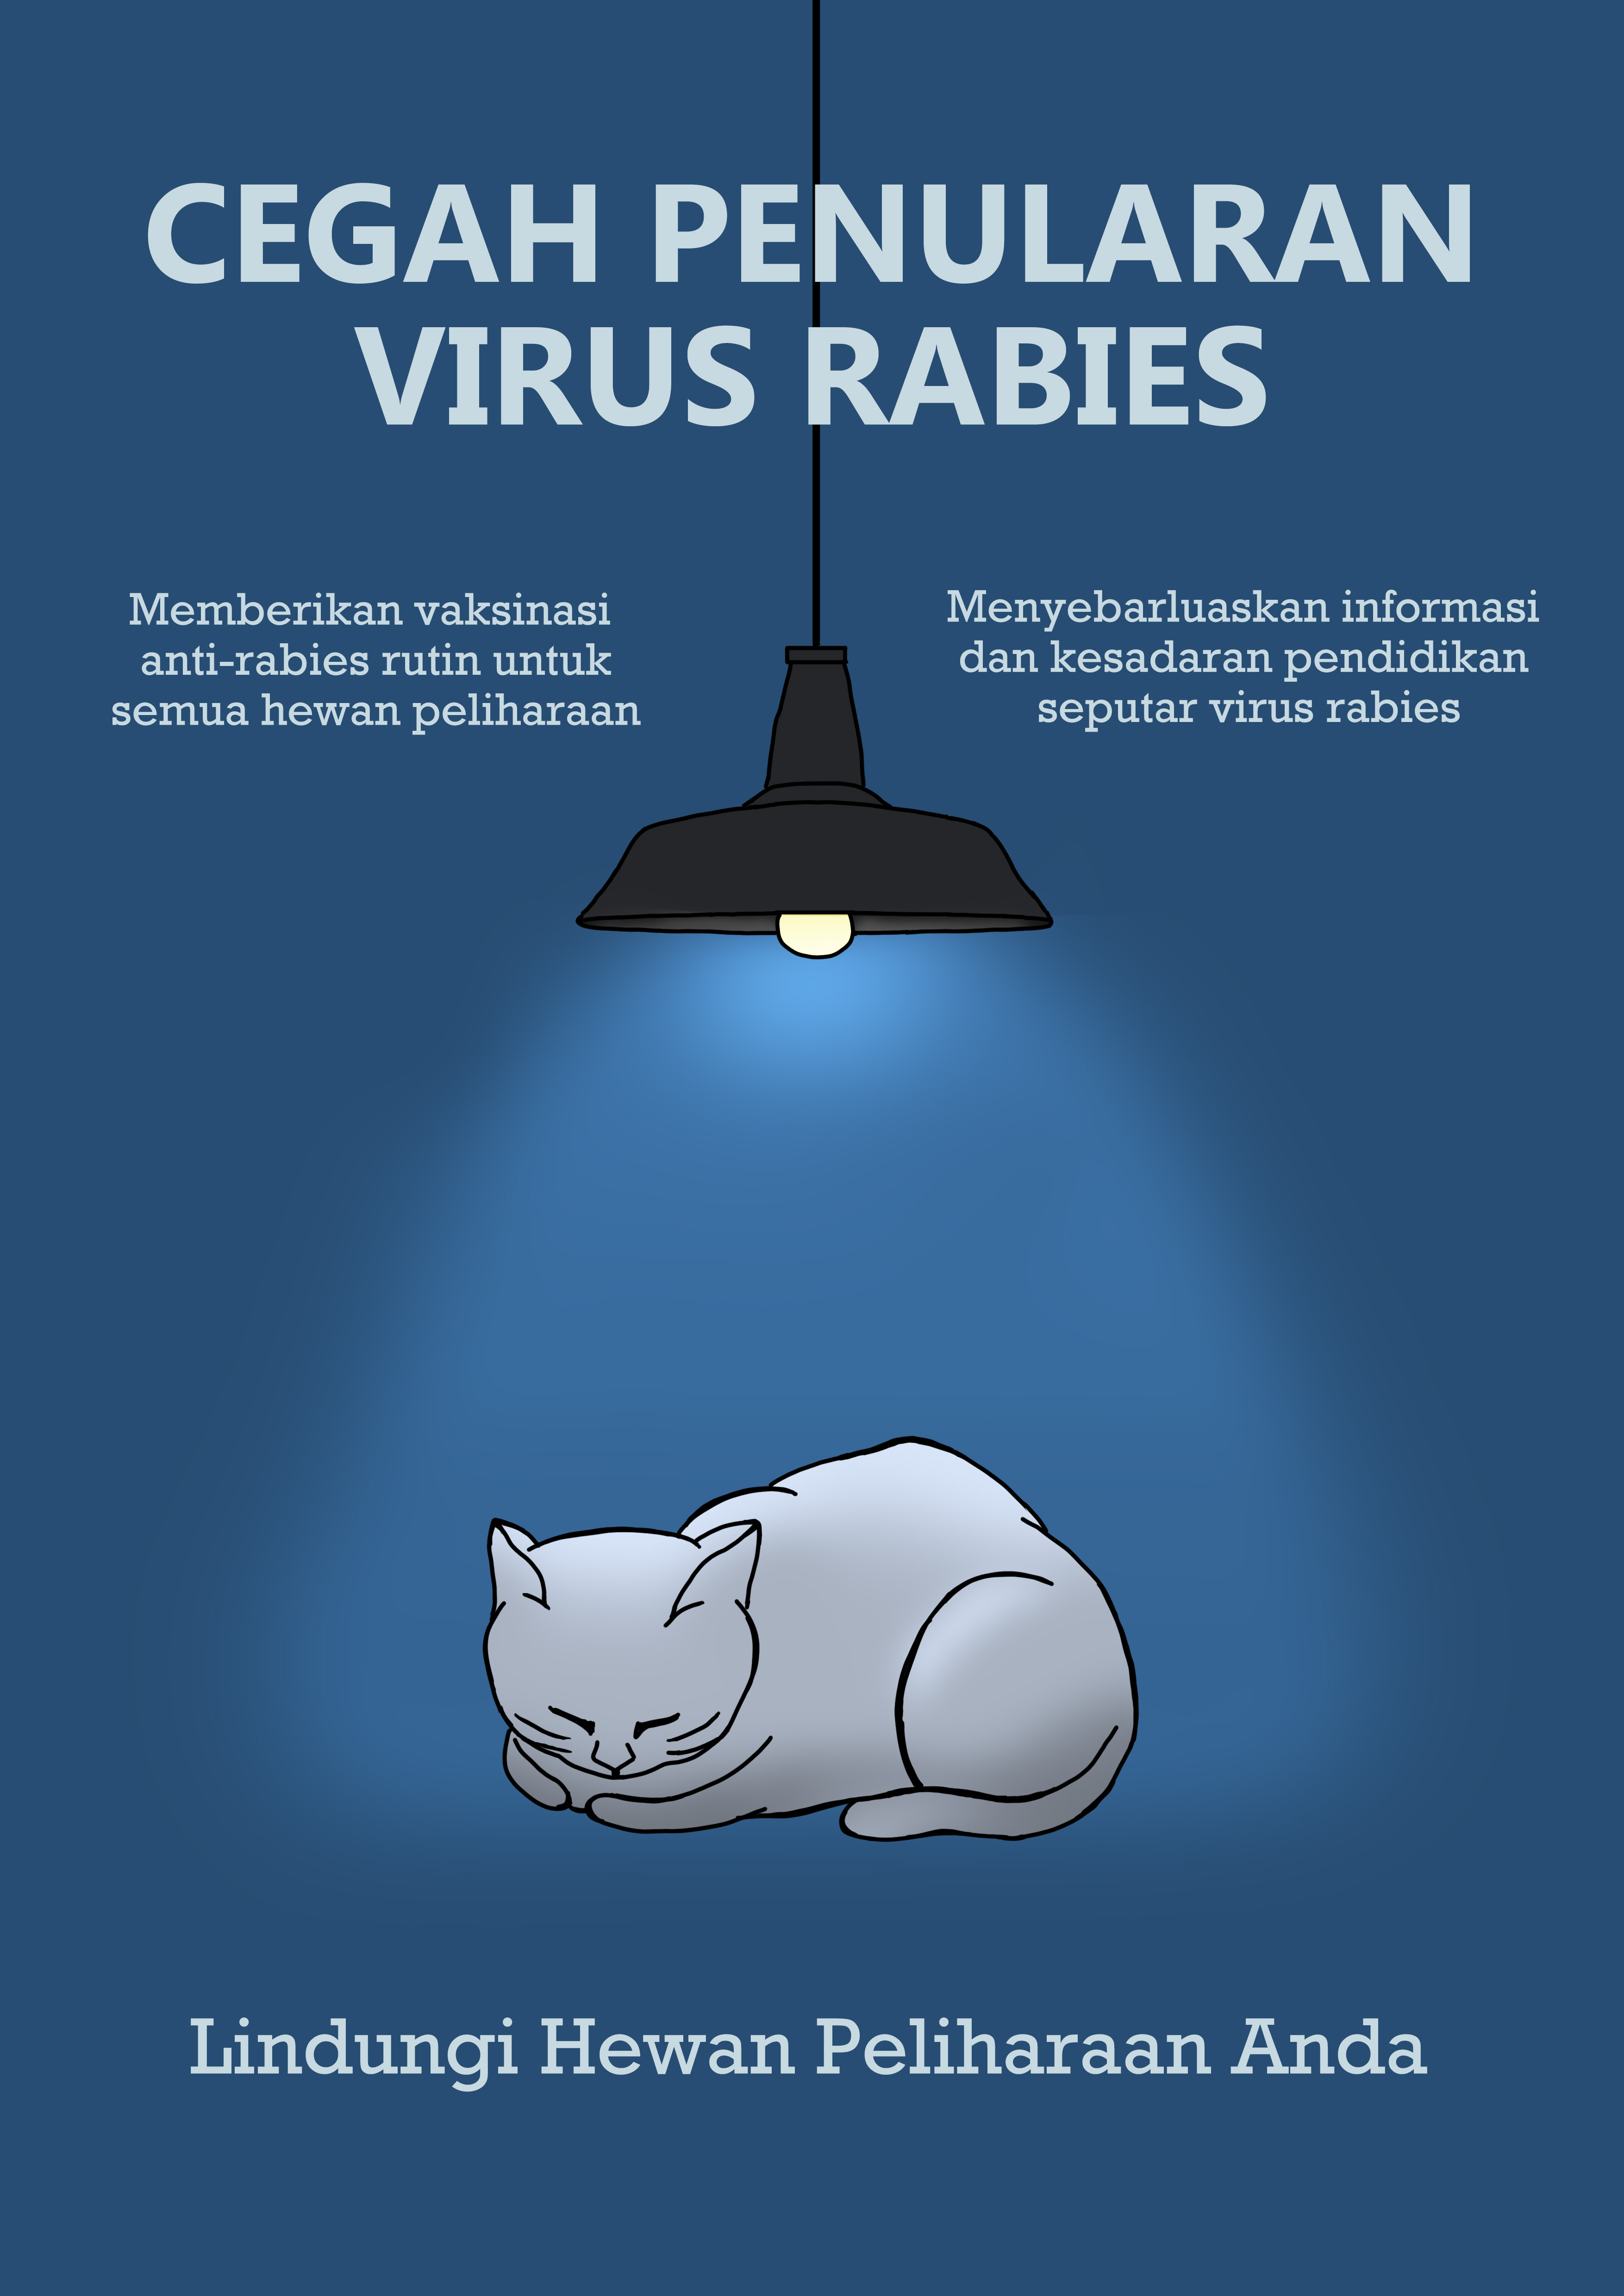 CEGAH PENULARAN
VIRUS RABIES
Memberikan vaksinasi
anti-rabies rutin untuk
semua hewan peliharaan
Menyebarluaskan informasi
dan kesadaran pendidikan
seputar virus rabies
Lindungi Hewan Peliharaan Anda